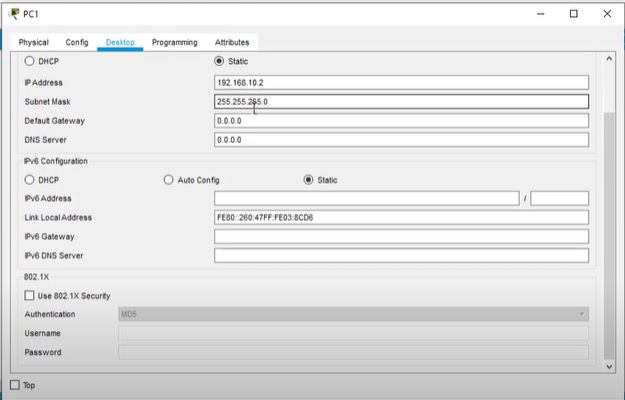 PC1
Physical Config Desktop Programming Attributes
DHCP Static
IP Address 192.168.10.2
Subnet Mask 255.255.255.0
Default Gateway 0.0.0.0
DNS Server 0.0.0.0
IPv6 Configuration
DHCP Auto Config Static
IPv6 Address /
Link Local Address FE80::260:47FF:FE03:8CD6
IPv6 Gateway
IPv6 DNS Server
802.1X
Use 802.1X Security
Authentication MD5
Username
Password
Top